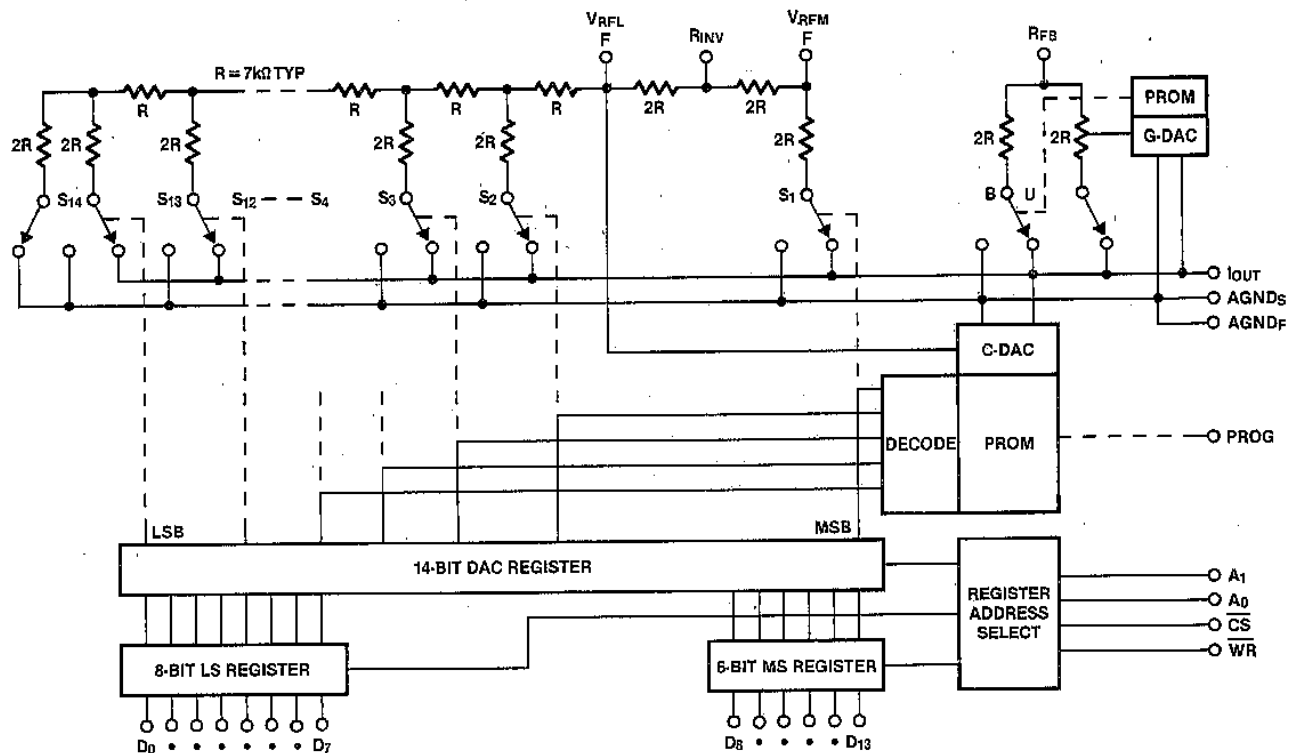 VRFL VRFM
F RINV F RFB
R = 7kΩ TYP
R R R R 2R 2R
PROM
G-DAC
2R 2R 2R 2R 2R 2R 2R 2R
S14 S13 S12 — — S4 S3 S2 S1 B U
IOUT
AGNDS
AGNDF
C-DAC
DECODE PROM PROG
LSB MSB
14-BIT DAC REGISTER
REGISTER
ADDRESS
SELECT
A1
A0
CS
WR
8-BIT LS REGISTER 6-BIT MS REGISTER
D0 • • • • • • D7 D8 • • • • D13